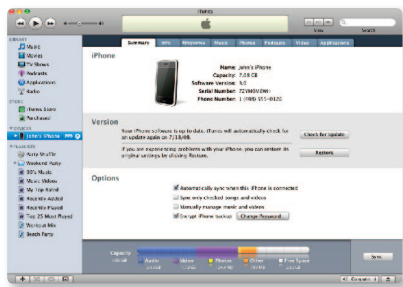 iTunes
View
Search
LIBRARY
Music
Movies
TV Shows
Podcasts
Applications
Radio
STORE
iTunes Store
Purchased
DEVICES
John's iPhone
PLAYLISTS
Party Shuffle
Weekend Party
90's Music
Music Videos
My Top Rated
Recently Added
Recently Played
Top 25 Most Played
Workout Mix
Beach Party
Summary Info Ringtones Music Photos Podcasts Video Applications
iPhone
Name: John's iPhone
Capacity: 7.08 GB
Software Version: 3.0
Serial Number:
Phone Number: 1
Version
Your iPhone software is up to date. iTunes will automatically check for
an update again on 7/18/09.
Check for Update
If you are experiencing problems with your iPhone, you can restore its
original settings by clicking Restore.
Restore
Options
Automatically sync when this iPhone is connected
Sync only checked songs and videos
Manually manage music and videos
Encrypt iPhone backup
Change Password...
Capacity
Audio
Video
Photos
Other
Free Space
Sync